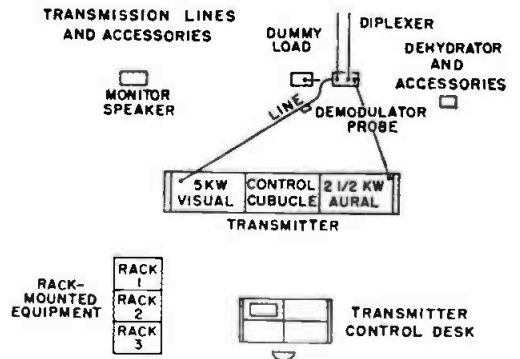 TRANSMISSION LINES
AND ACCESSORIES
DIPLEXER
DUMMY
LOAD
DEHYDRATOR
AND
ACCESSORIES
MONITOR
SPEAKER
LINE
DEMODULATOR
PROBE
5KW
VISUAL
CONTROL
CUBUCLE
2 1/2 KW
AURAL
TRANSMITTER
RACK-
MOUNTED
EQUIPMENT
RACK
1
RACK
2
RACK
3
TRANSMITTER
CONTROL DESK